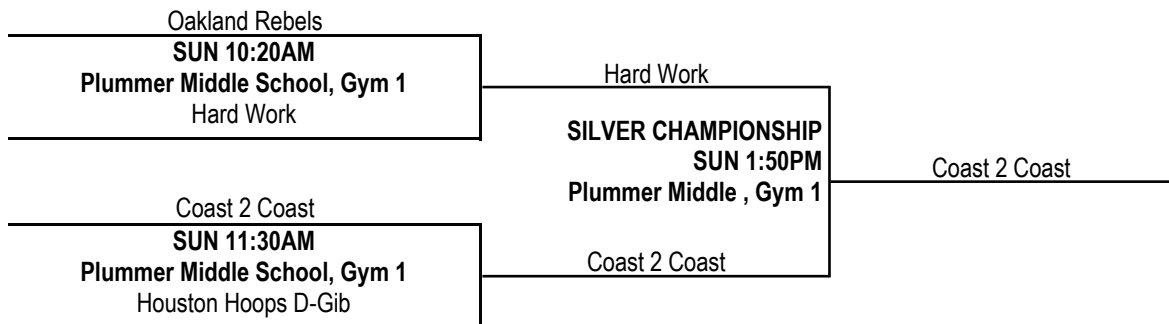 Oakland Rebels
SUN 10:20AM
Plummer Middle School, Gym 1
Hard Work
Coast 2 Coast
SUN 11:30AM
Plummer Middle School, Gym 1
Houston Hoops D-Gib
Hard Work
SILVER CHAMPIONSHIP
SUN 1:50PM
Plummer Middle , Gym 1
Coast 2 Coast
Coast 2 Coast